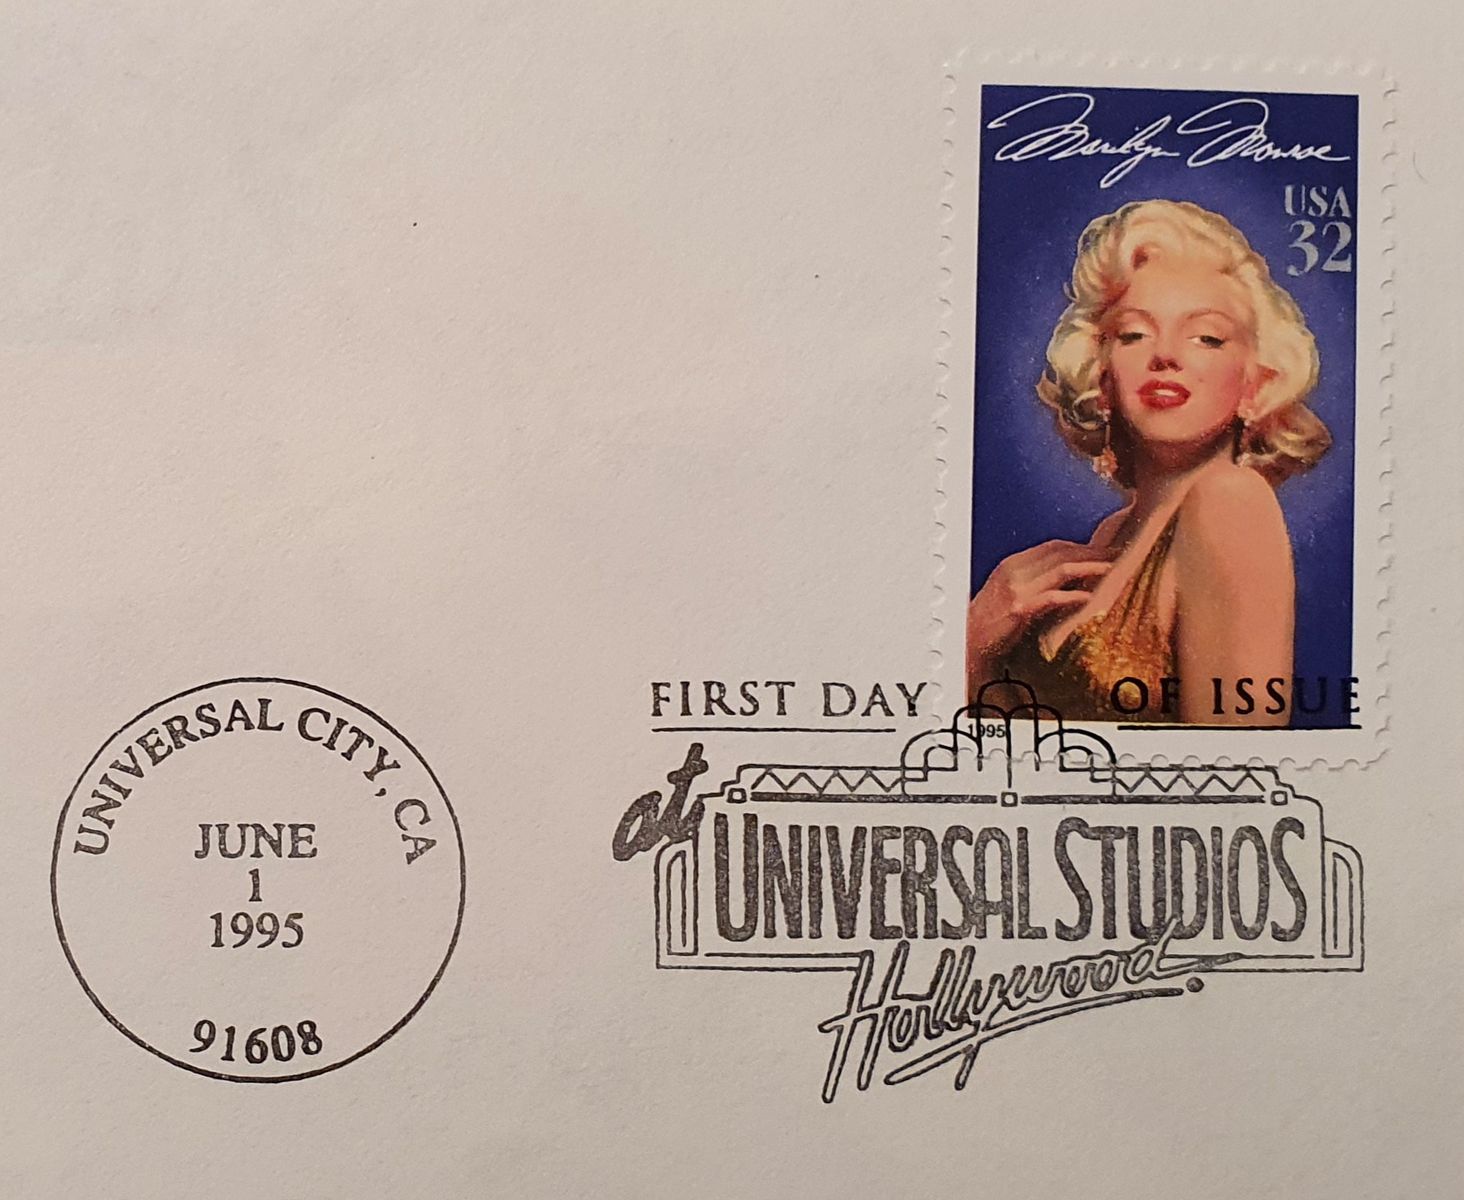 Marilyn Monroe
USA
32
FIRST DAY OF ISSUE
1995
at
UNIVERSAL STUDIOS
Hollywood
UNIVERSAL CITY, CA
JUNE
1
1995
91608